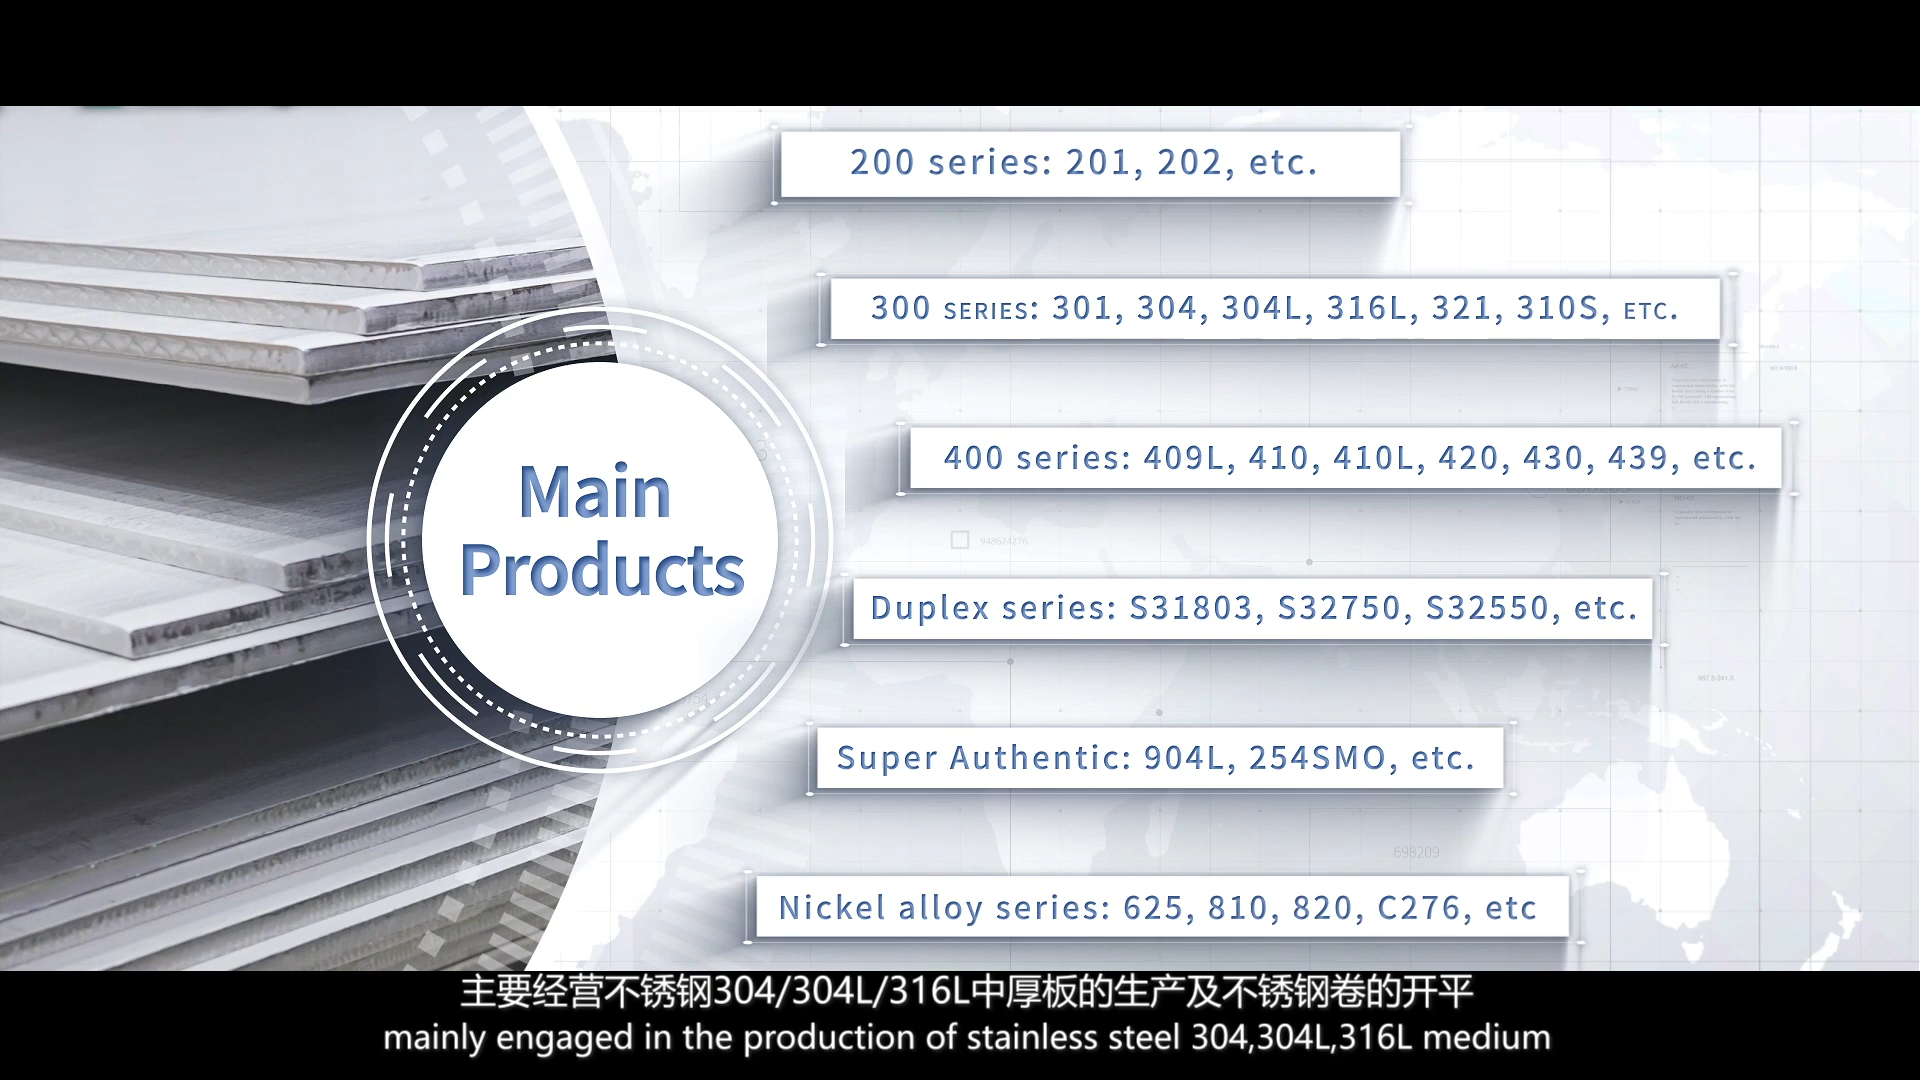 Main
Products
200 series: 201, 202, etc.
300 SERIES: 301, 304, 304L, 316L, 321, 310S, ETC.
400 series: 409L, 410, 410L, 420, 430, 439, etc.
Duplex series: S31803, S32750, S32550, etc.
Super Authentic: 904L, 254SMO, etc.
Nickel alloy series: 625, 810, 820, C276, etc
948624276
698209
主要经营不锈钢304/304L/316L中厚板的生产及不锈钢卷的开平
mainly engaged in the production of stainless steel 304,304L,316L medium